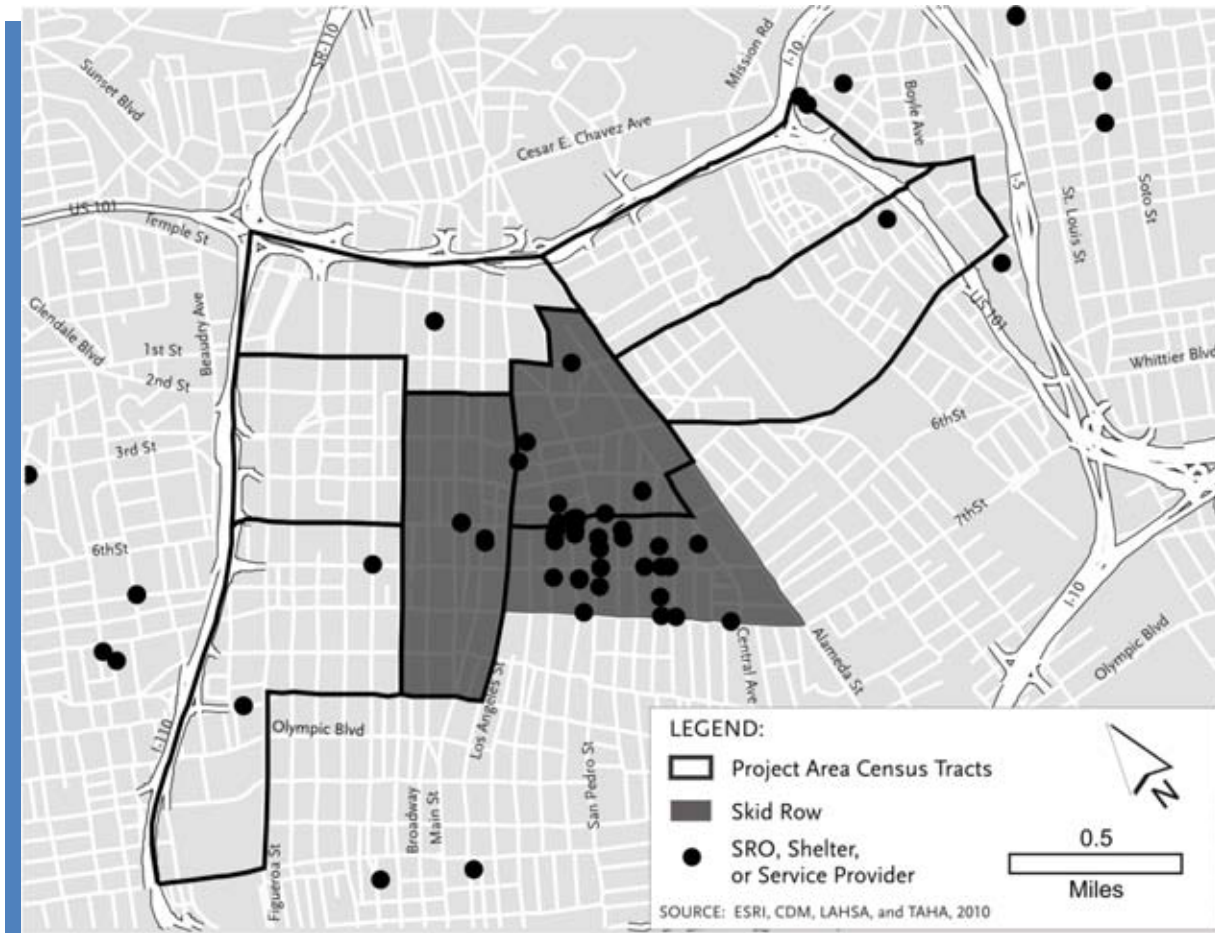 Sunset Blvd
SR-110
Mission Rd
I-10
Boyle Ave
Cesar E. Chavez Ave
I-5
St. Louis St
Soto St
US 101
Temple St
Beaudry Ave
Glendale Blvd
1st St
2nd St
US 101
Whittier Blvd
3rd St
6thSt
7thSt
6thSt
I-10
Olympic Blvd
Alameda St
Central Ave
Los Angeles St
I-110
Olympic Blvd
San Pedro St
Broadway
Main St
Figueroa St
LEGEND:
Project Area Census Tracts
Skid Row
SRO, Shelter,
or Service Provider
N
0.5
Miles
SOURCE: ESRI, CDM, LAHSA, and TAHA, 2010